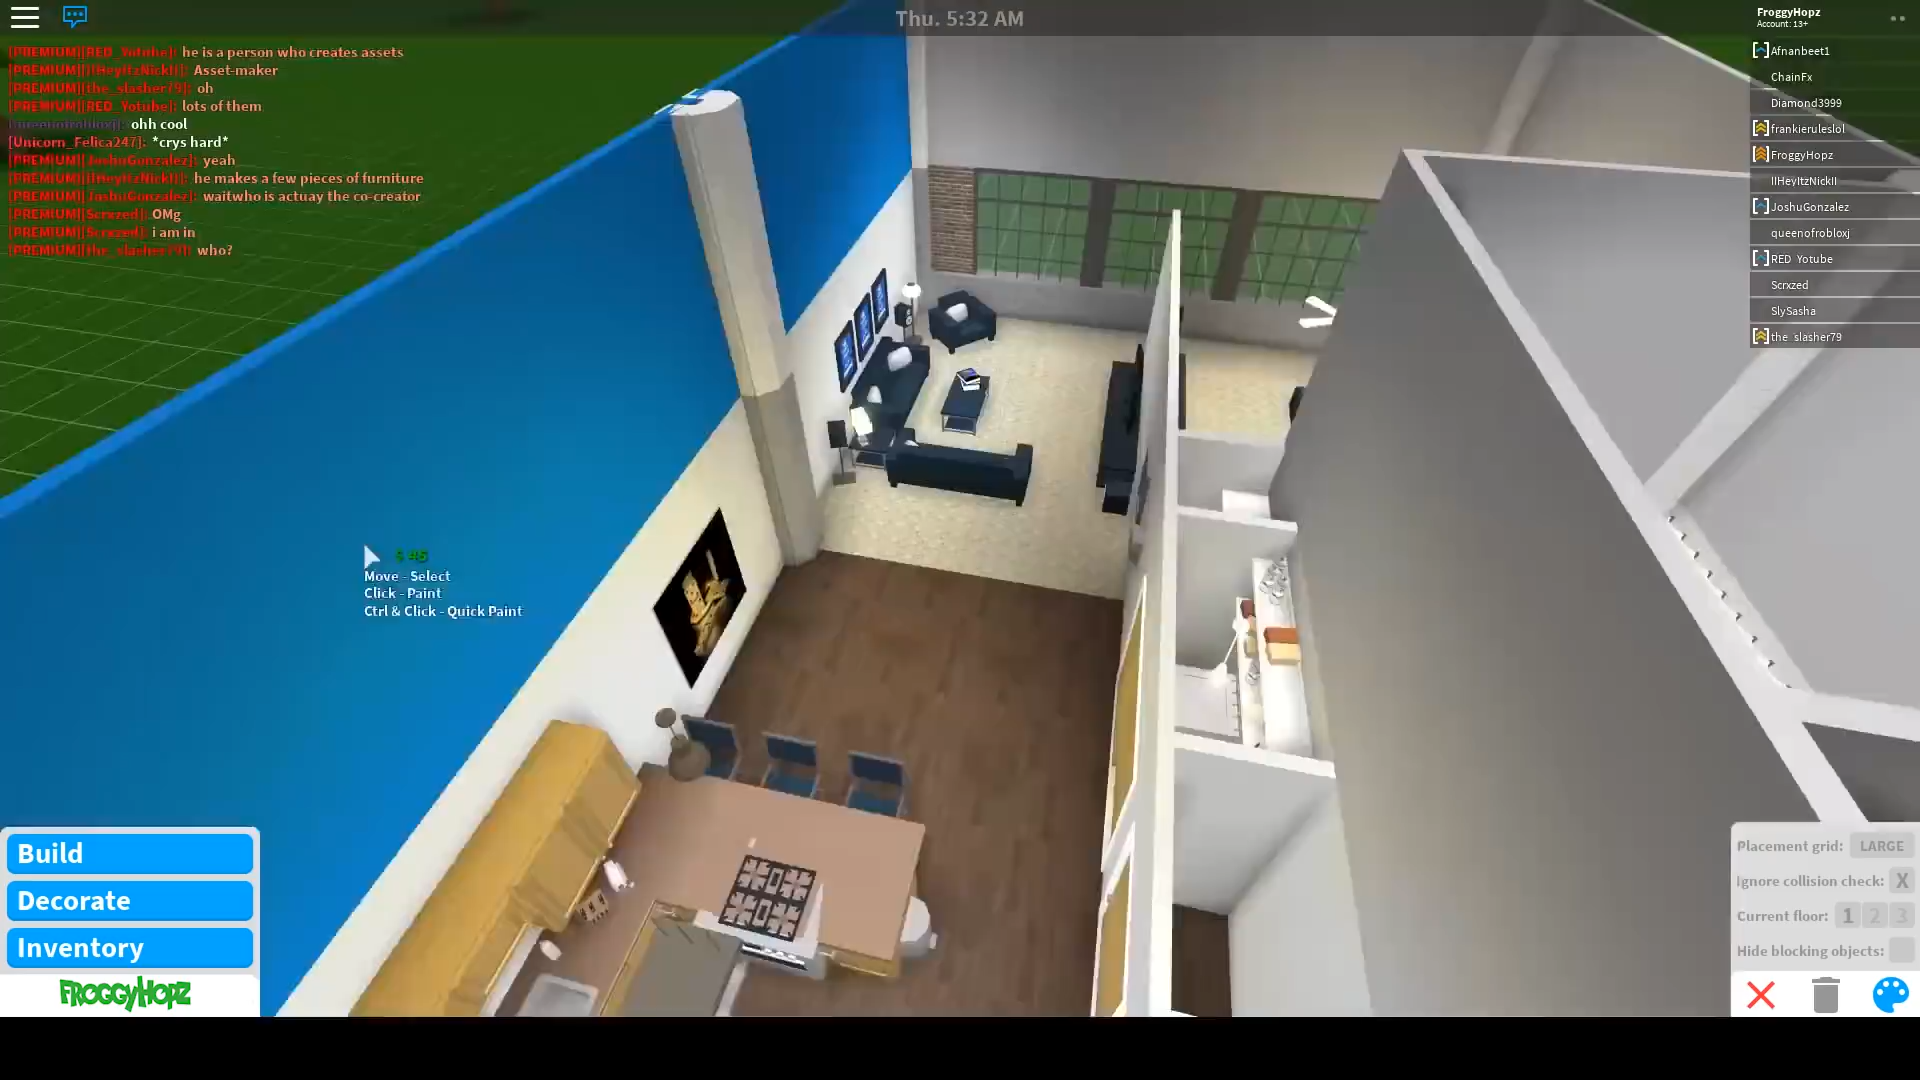 Thu. 5:32 AM
FroggyHopz
Account: 13+
[PREMIUM][RED_Yotube]: he is a person who creates assets
[PREMIUM][!!HeyItzNick!!]: Asset-maker
[PREMIUM][the_slasher79]: oh
[PREMIUM][RED_Yotube]: lots of them
[queenofrobloxj]: ohh cool
[Unicorn_Felica247]: *crys hard*
[PREMIUM][JoshuGonzalez]: yeah
[PREMIUM][!!HeyItzNick!!]: he makes a few pieces of furniture
[PREMIUM][JoshuGonzalez]: waitwho is actuay the co-creator
[PREMIUM][Scrxzed]: OMg
[PREMIUM][Scrxzed]: i am in
[PREMIUM][the_slasher79]: who?
Afnanbeet1
ChainFx
Diamond3999
frankieruleslol
FroggyHopz
!!HeyItzNick!!
JoshuGonzalez
queenofrobloxj
RED_Yotube
Scrxzed
SlySasha
the_slasher79
$ 45
Move - Select
Click - Paint
Ctrl & Click - Quick Paint
Build
Decorate
Inventory
FROGGYHOPZ
Placement grid: LARGE
Ignore collision check: X
Current floor: 1 2 3
Hide blocking objects: